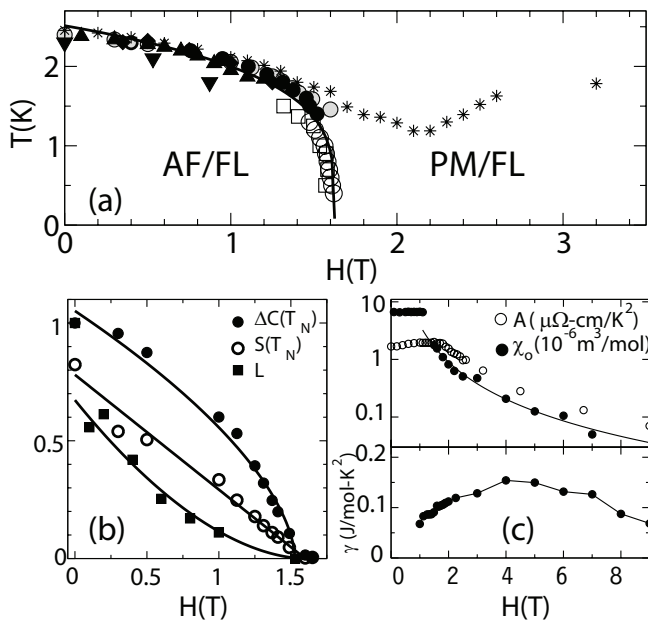 2
1
0
T(K)
AF/FL
PM/FL
(a)
0
1
2
3
H(T)
1
0.5
0
ΔC(T_N)
S(T_N)
L
(b)
0
0.5
1.0
1.5
H(T)
10
1
0.1
A(μΩ-cm/K²)
χ₀(10⁻⁶m³/mol)
0.2
0.1
0
γ (J/mol-K²)
(c)
0
0
2
4
6
8
H(T)